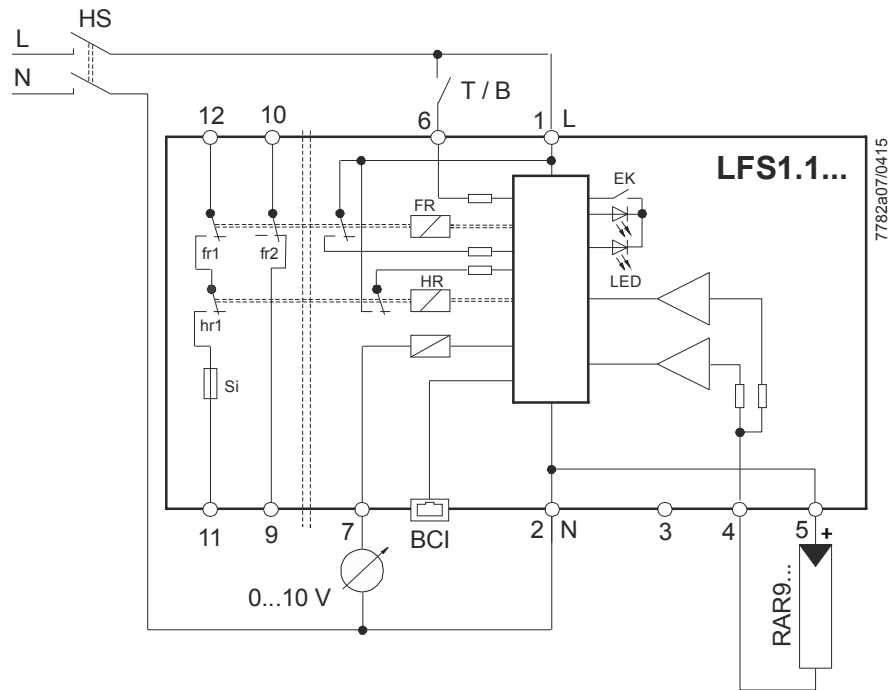 HS
L
N
T / B
12
10
6
1
L
LFS1.1...
7782a07/0415
FR
EK
fr1
fr2
LED
HR
hr1
Si
11
9
7
BCI
2
N
3
4
5
+
0...10 V
RAR9...